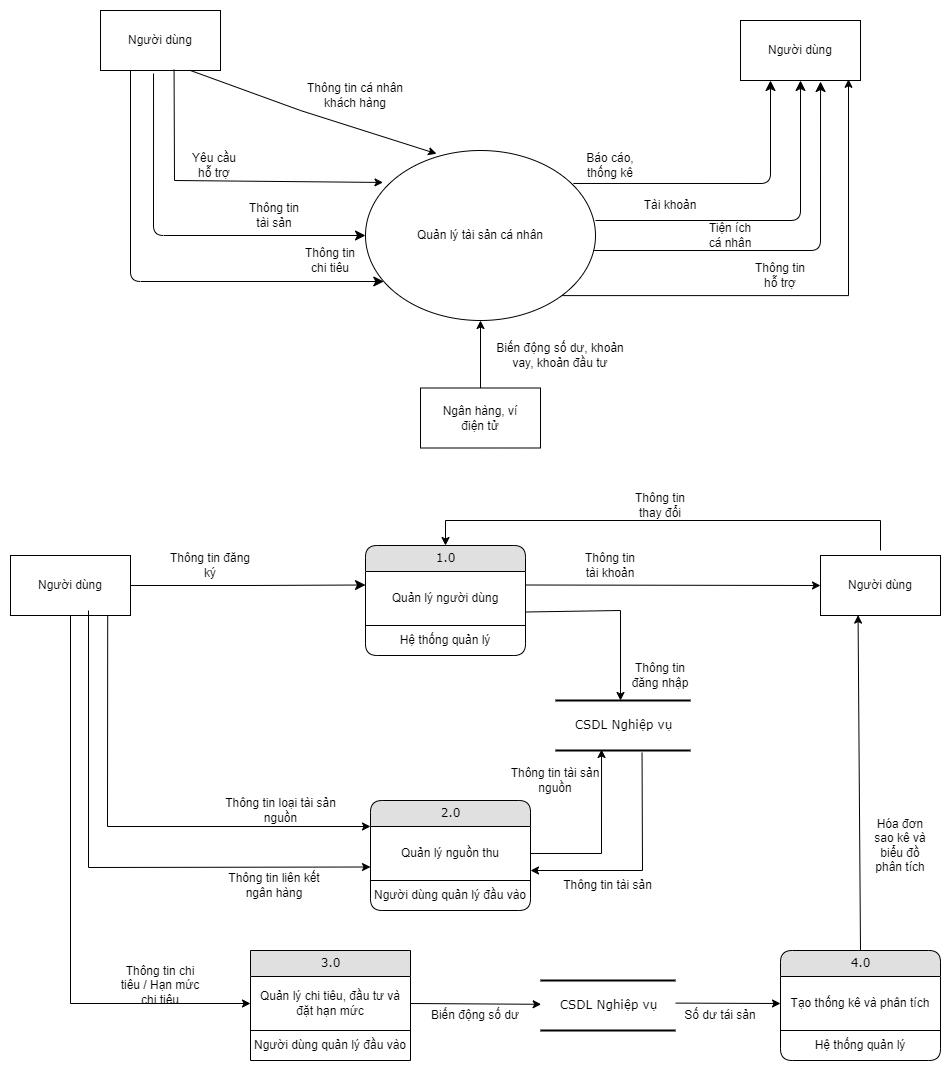 Người dùng
Người dùng
Thông tin cá nhân
khách hàng
Yêu cầu
hỗ trợ
Báo cáo,
thống kê
Thông tin
tài sản
Tài khoản
Quản lý tài sản cá nhân
Tiện ích
cá nhân
Thông tin
chi tiêu
Thông tin
hỗ trợ
Biến động số dư, khoản
vay, khoản đầu tư
Ngân hàng, ví
điện tử
Thông tin
thay đổi
Thông tin đăng
ký
1.0
Thông tin
tài khoản
Người dùng
Quản lý người dùng
Hệ thống quản lý
Người dùng
Thông tin
đăng nhập
CSDL Nghiệp vụ
Thông tin tài sản
nguồn
Thông tin loại tài sản
nguồn
2.0
Quản lý nguồn thu
Người dùng quản lý đầu vào
Thông tin liên kết
ngân hàng
Thông tin tài sản
Hóa đơn
sao kê và
biểu đồ
phân tích
Thông tin chi
tiêu / Hạn mức
chi tiêu
3.0
Quản lý chi tiêu, đầu tư và
đặt hạn mức
Người dùng quản lý đầu vào
Biến động số dư
CSDL Nghiệp vụ
Số dư tái sản
4.0
Tạo thống kê và phân tích
Hệ thống quản lý